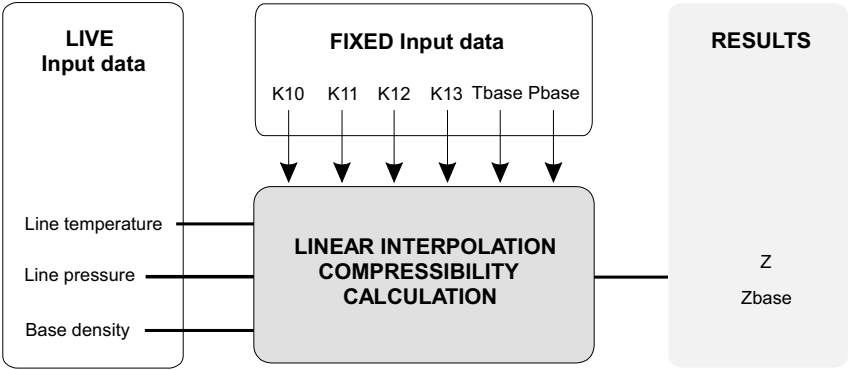 LIVE
Input data
FIXED Input data
RESULTS
K10 K11 K12 K13 Tbase Pbase
Line temperature
Line pressure
Base density
LINEAR INTERPOLATION
COMPRESSIBILITY
CALCULATION
Z
Zbase